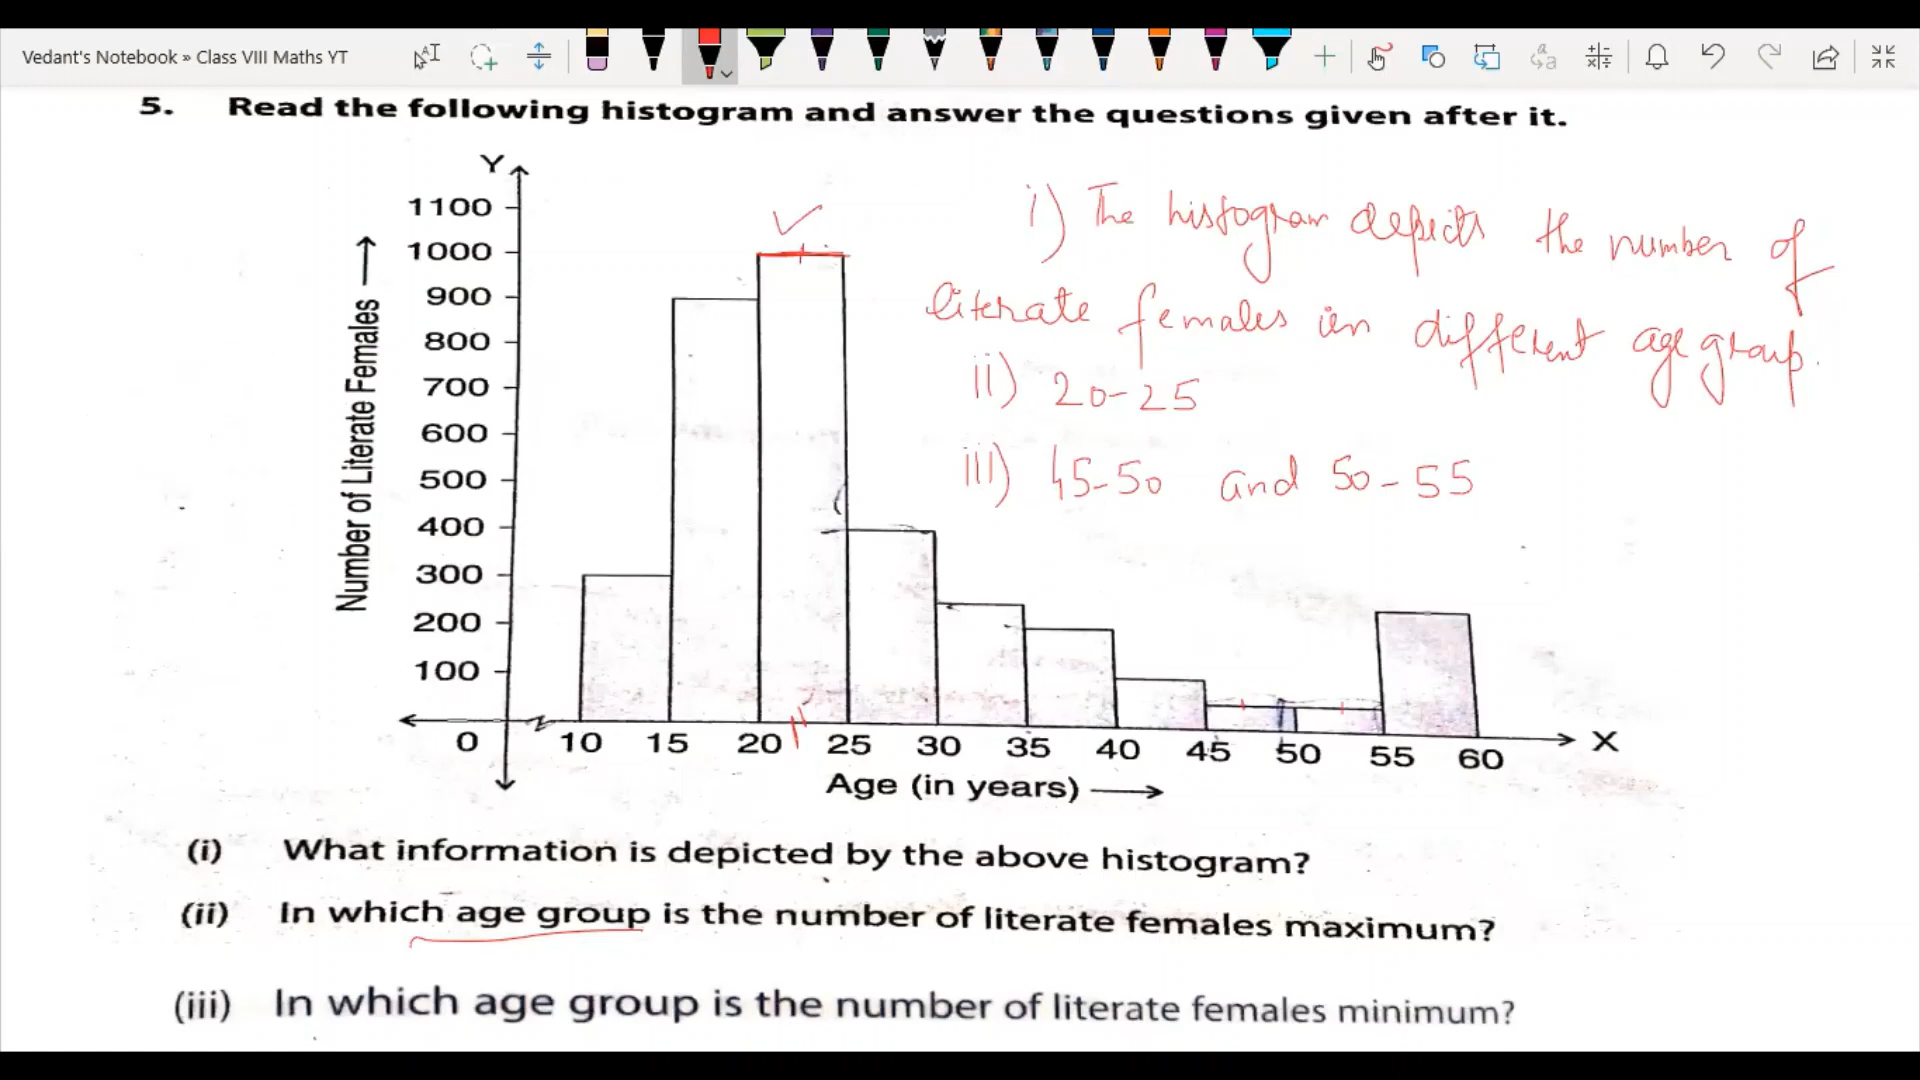 Vedant's Notebook » Class VIII Maths YT
5. Read the following histogram and answer the questions given after it.
Y
1100
1000
900
800
700
600
500
400
300
200
100
0
Number of Literate Females
10 15 20 25 30 35 40 45 50 55 60
X
Age (in years)
i) The histogram depicts the number of
literate females in different age group.
ii) 20-25
iii) 45-50 and 50-55
(i) What information is depicted by the above histogram?
(ii) In which age group is the number of literate females maximum?
(iii) In which age group is the number of literate females minimum?